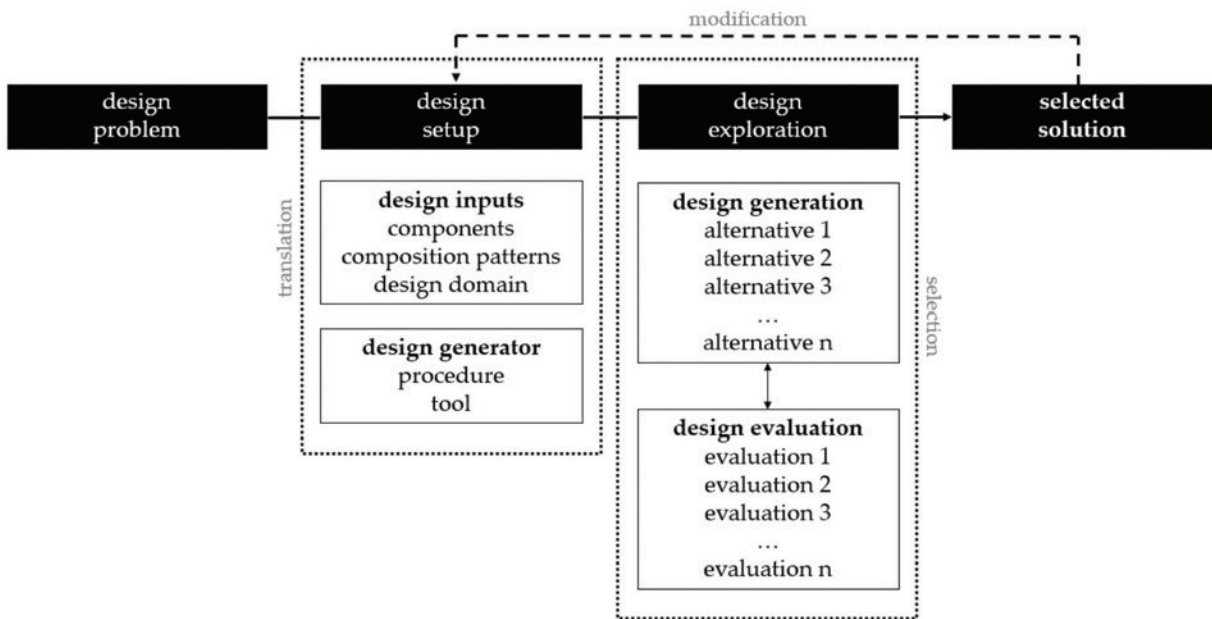 modification
design
problem
design
setup
design
exploration
selected
solution
translation
design inputs
components
composition patterns
design domain
design generator
procedure
tool
design generation
alternative 1
alternative 2
alternative 3
...
alternative n
design evaluation
evaluation 1
evaluation 2
evaluation 3
...
evaluation n
selection